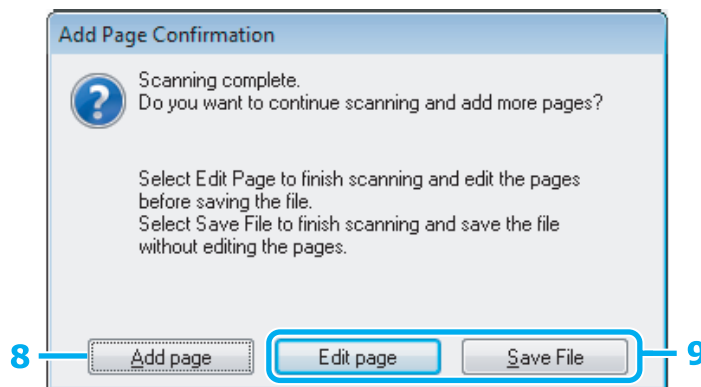 Add Page Confirmation
Scanning complete.
Do you want to continue scanning and add more pages?
Select Edit Page to finish scanning and edit the pages
before saving the file.
Select Save File to finish scanning and save the file
without editing the pages.
8 Add page Edit page Save File 9